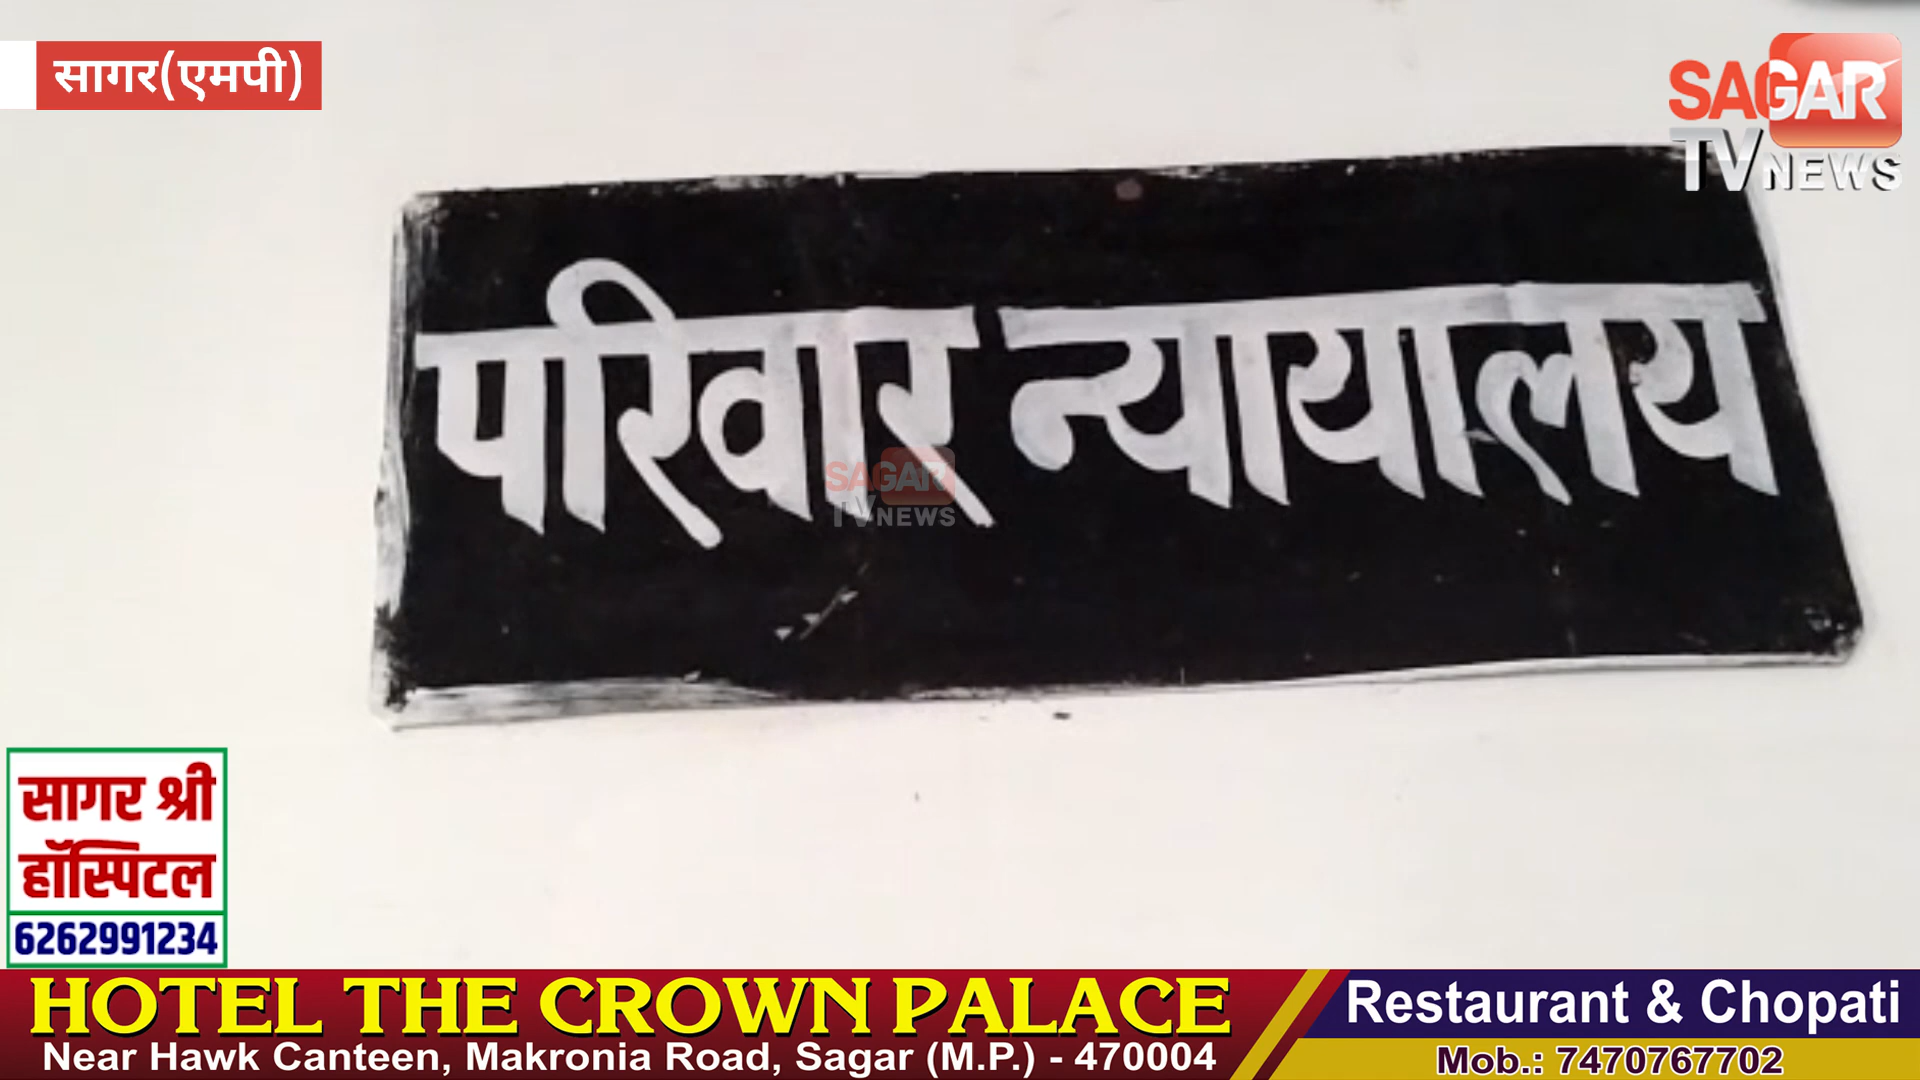 सागर(एमपी)
SAGAR
TV NEWS
परिवार न्यायालय
SAGAR
TV NEWS
सागर श्री
हॉस्पिटल
6262991234
HOTEL THE CROWN PALACE
Near Hawk Canteen, Makronia Road, Sagar (M.P.) - 470004
Restaurant & Chopati
Mob.: 7470767702